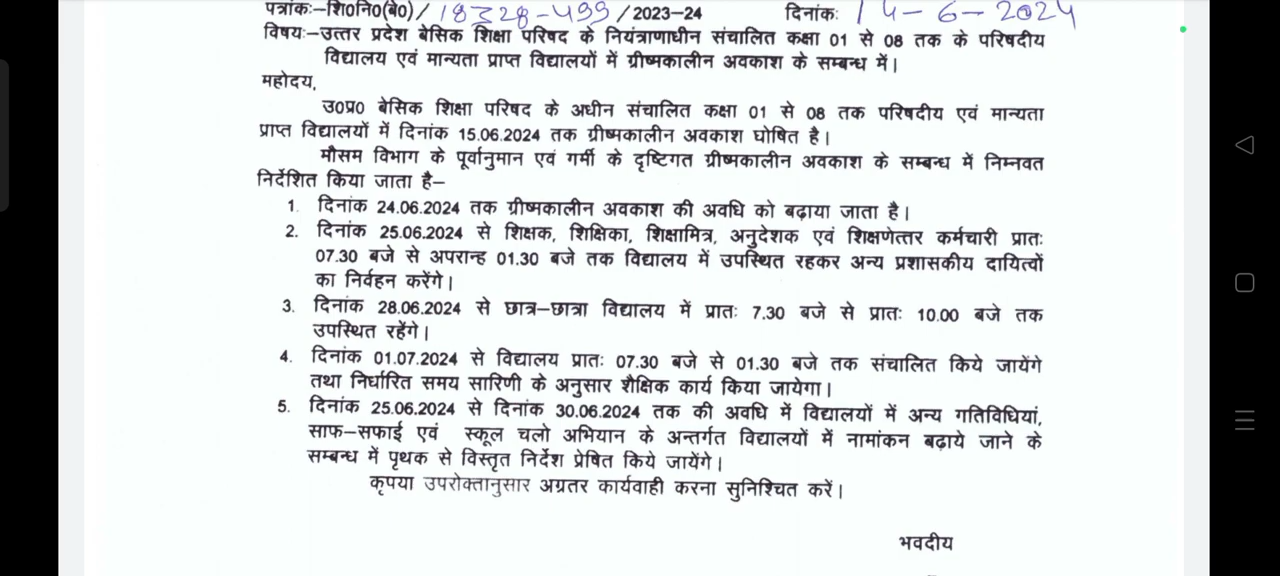 पत्रांकः–शि0नि0(बे0)/ 18328-499 /2023–24 दिनांकः 14-6-2024
विषयः–उत्तर प्रदेश बेसिक शिक्षा परिषद के नियंत्राणाधीन संचालित कक्षा 01 से 08 तक के परिषदीय
विद्यालय एवं मान्यता प्राप्त विद्यालयों में ग्रीष्मकालीन अवकाश के सम्बन्ध में।
महोदय,
उ0प्र0 बेसिक शिक्षा परिषद के अधीन संचालित कक्षा 01 से 08 तक परिषदीय एवं मान्यता
प्राप्त विद्यालयों में दिनांक 15.06.2024 तक ग्रीष्मकालीन अवकाश घोषित है।
मौसम विभाग के पूर्वानुमान एवं गर्मी के दृष्टिगत ग्रीष्मकालीन अवकाश के सम्बन्ध में निम्नवत
निर्देशित किया जाता है–
1. दिनांक 24.06.2024 तक ग्रीष्मकालीन अवकाश की अवधि को बढ़ाया जाता है।
2. दिनांक 25.06.2024 से शिक्षक, शिक्षिका, शिक्षामित्र, अनुदेशक एवं शिक्षणेत्तर कर्मचारी प्रातः
07.30 बजे से अपरान्ह 01.30 बजे तक विद्यालय में उपस्थित रहकर अन्य प्रशासकीय दायित्वों
का निर्वहन करेंगे।
3. दिनांक 28.06.2024 से छात्र–छात्रा विद्यालय में प्रातः 7.30 बजे से प्रातः 10.00 बजे तक
उपस्थित रहेंगे।
4. दिनांक 01.07.2024 से विद्यालय प्रातः 07.30 बजे से 01.30 बजे तक संचालित किये जायेंगे
तथा निर्धारित समय सारिणी के अनुसार शैक्षिक कार्य किया जायेगा।
5. दिनांक 25.06.2024 से दिनांक 30.06.2024 तक की अवधि में विद्यालयों में अन्य गतिविधियां,
साफ–सफाई एवं स्कूल चलो अभियान के अन्तर्गत विद्यालयों में नामांकन बढ़ाये जाने के
सम्बन्ध में पृथक से विस्तृत निर्देश प्रेषित किये जायेंगे।
कृपया उपरोक्तानुसार अग्रतर कार्यवाही करना सुनिश्चित करें।
भवदीय